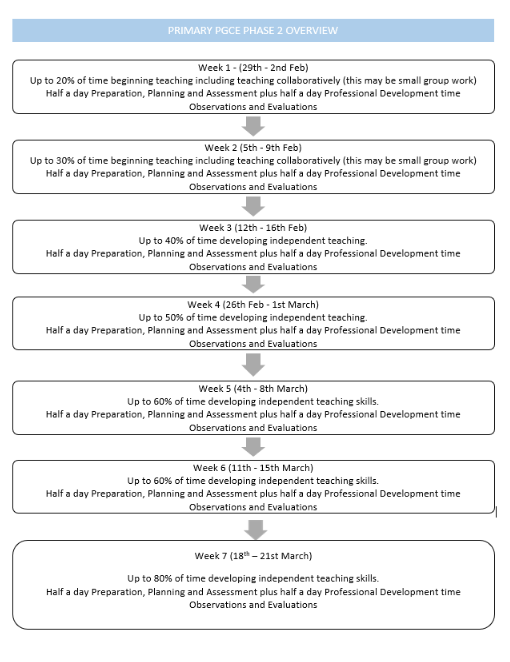 PRIMARY PGCE PHASE 2 OVERVIEW
Week 1 - (29th - 2nd Feb)
Up to 20% of time beginning teaching including teaching collaboratively (this may be small group work)
Half a day Preparation, Planning and Assessment plus half a day Professional Development time
Observations and Evaluations
Week 2 (5th - 9th Feb)
Up to 30% of time beginning teaching including teaching collaboratively (this may be small group work)
Half a day Preparation, Planning and Assessment plus half a day Professional Development time
Observations and Evaluations
Week 3 (12th - 16th Feb)
Up to 40% of time developing independent teaching.
Half a day Preparation, Planning and Assessment plus half a day Professional Development time
Observations and Evaluations
Week 4 (26th Feb - 1st March)
Up to 50% of time developing independent teaching.
Half a day Preparation, Planning and Assessment plus half a day Professional Development time
Observations and Evaluations
Week 5 (4th - 8th March)
Up to 60% of time developing independent teaching skills.
Half a day Preparation, Planning and Assessment plus half a day Professional Development time
Observations and Evaluations
Week 6 (11th - 15th March)
Up to 60% of time developing independent teaching skills.
Half a day Preparation, Planning and Assessment plus half a day Professional Development time
Observations and Evaluations
Week 7 (18th – 21st March)
Up to 80% of time developing independent teaching skills.
Half a day Preparation, Planning and Assessment plus half a day Professional Development time
Observations and Evaluations